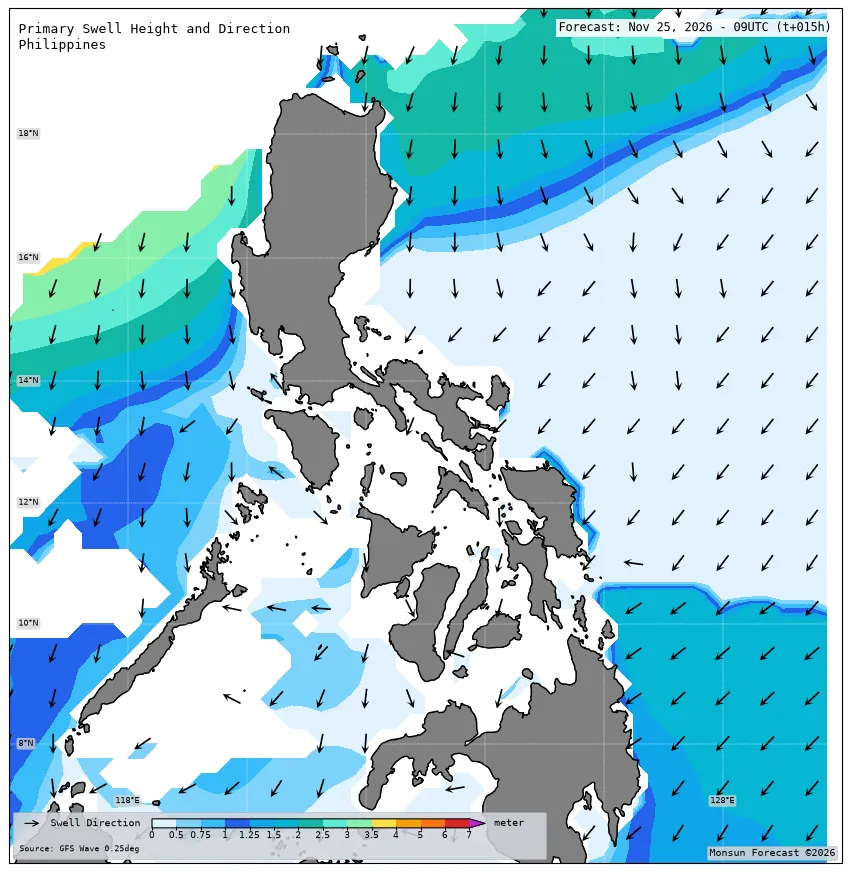 Primary Swell Height and Direction
Philippines
Forecast: Nov 25, 2026 - 09UTC (t+015h)
18°N
16°N
14°N
12°N
10°N
8°N
118°E
128°E
Swell Direction
meter
0 0.5 0.75 1 1.25 1.5 2 2.5 3 3.5 4 5 6 7
Source: GFS Wave 0.25deg
Monsun Forecast ©2026